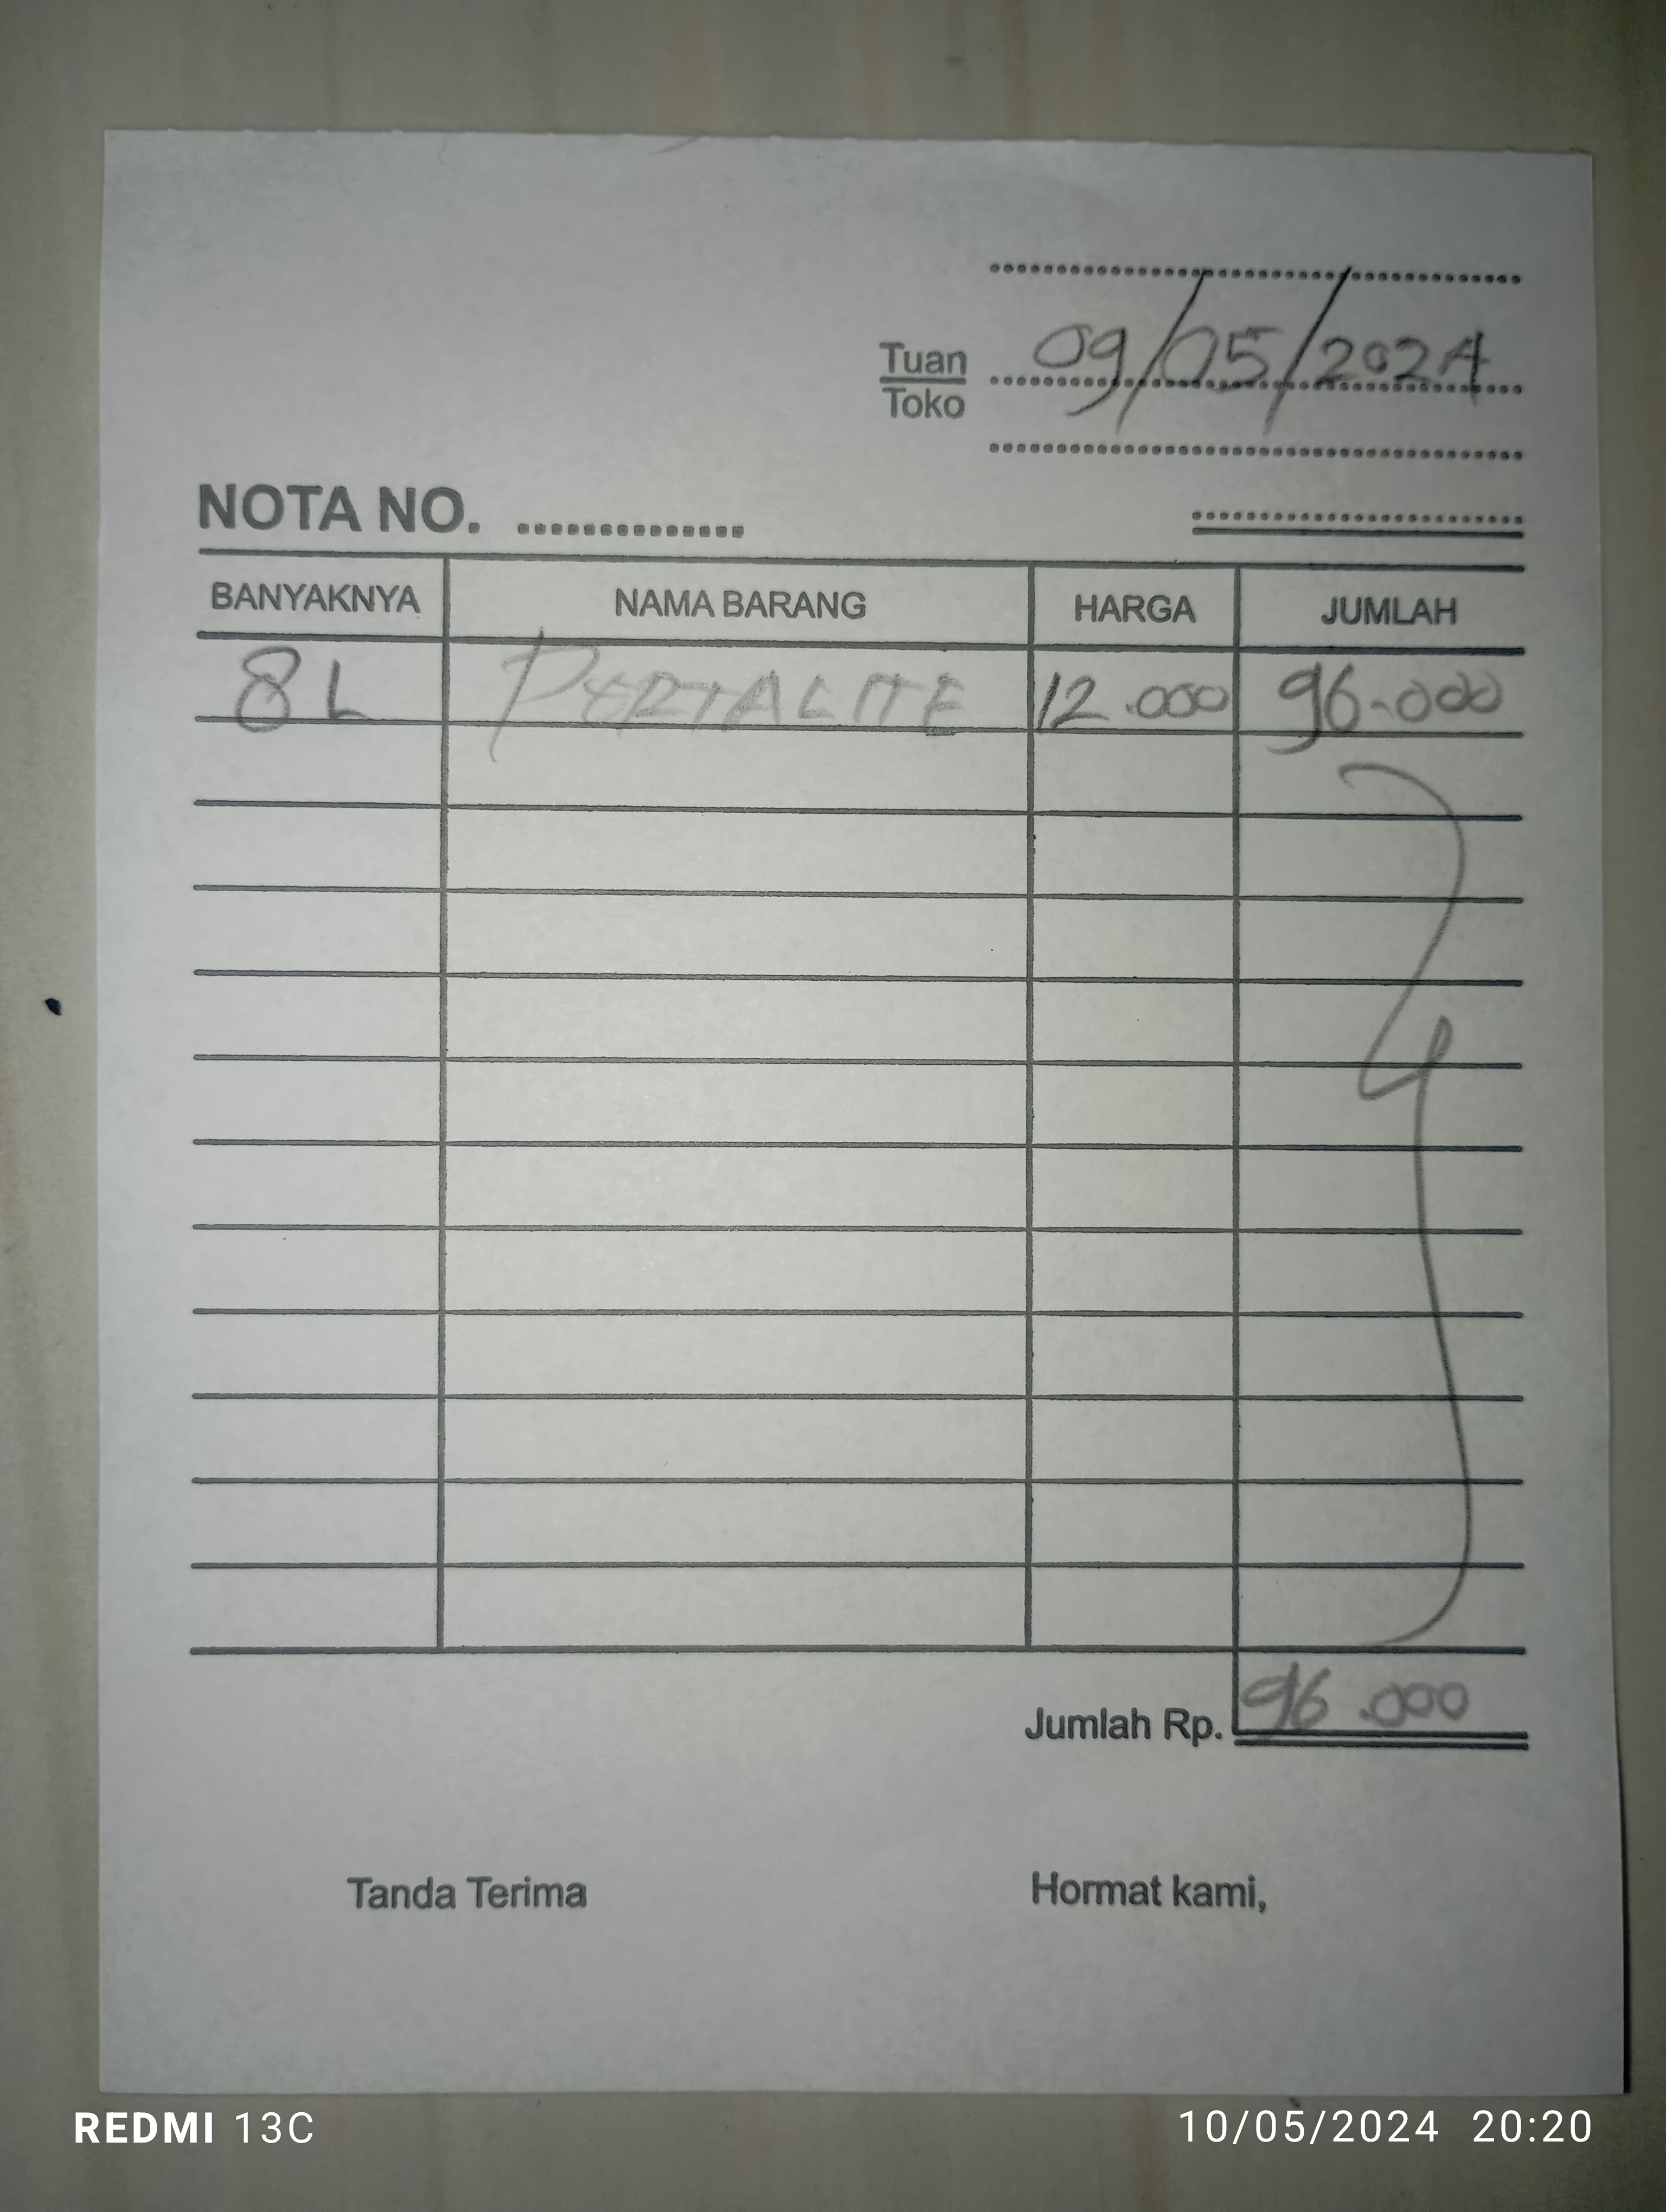 09/05/2024
Tuan
Toko
NOTA NO. ..............
BANYAKNYA NAMA BARANG HARGA JUMLAH
8 L PERTALITE 12.000 96.000
Jumlah Rp. 96.000
Tanda Terima Hormat kami,
REDMI 13C 10/05/2024 20:20